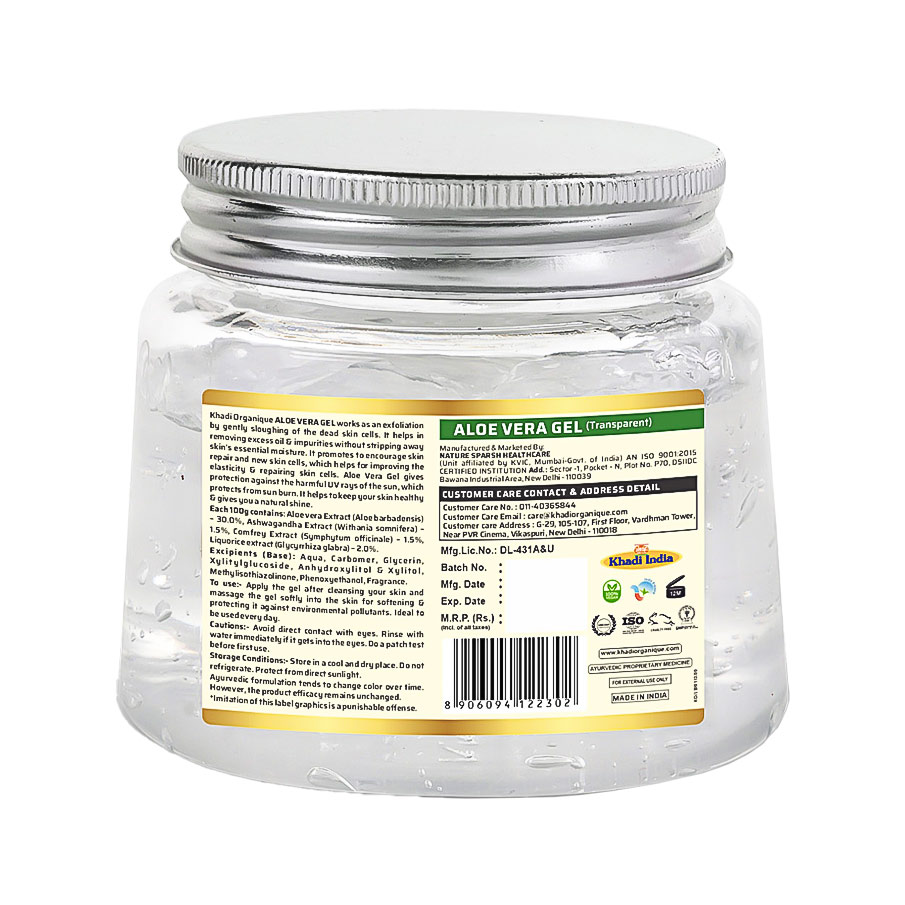 Khadi Organique ALOE VERA GEL works as an exfoliation
by gently sloughing of the dead skin cells. It helps in
removing excess oil & impurities without stripping away
skin's essential moisture. It promotes to encourage skin
repair and new skin cells, which helps for improving the
elasticity & repairing skin cells. Aloe Vera Gel gives
protection against the harmful UV rays of the sun, which
protects from sun burn. It helps to keep your skin healthy
& gives you a natural shine.
Each 100g contains: Aloe vera Extract (Aloe barbadensis)
– 30.0%, Ashwagandha Extract (Withania somnifera) –
1.5%, Comfrey Extract (Symphytum officinale) – 1.5%,
Liquorice extract (Glycyrrhiza glabra) – 2.0%.
Excipients (Base): Aqua, Carbomer, Glycerin,
Xylitylglucoside, Anhydroxylitol & Xylitol,
Methylisothiazolinone, Phenoxyethanol, Fragrance.
To use:- Apply the gel after cleansing your skin and
massage the gel softly into the skin for softening &
protecting it against environmental pollutants. Ideal to
be used every day.
Cautions:- Avoid direct contact with eyes. Rinse with
water immediately if it gets into the eyes. Do a patch test
before first use.
Storage Conditions:- Store in a cool and dry place. Do not
refrigerate. Protect from direct sunlight.
Ayurvedic formulation tends to change color over time.
However, the product efficacy remains unchanged.
*Imitation of this label graphics is a punishable offense.
ALOE VERA GEL (Transparent)
Manufactured & Marketed By:
NATURE SPARSH HEALTHCARE
(Unit affiliated by KVIC, Mumbai-Govt. of India) AN ISO 9001:2015
CERTIFIED INSTITUTION Add.: Sector -1, Pocket - N, Plot No. P70, DSIIDC
Bawana Industrial Area, New Delhi - 110039
CUSTOMER CARE CONTACT & ADDRESS DETAIL
Customer Care No. : 011-40365844
Customer Care Email : care@khadiorganique.com
Customer care Address : G-29, 105-107, First Floor, Vardhman Tower,
Near PVR Cinema, Vikaspuri, New Delhi - 110018
Mfg.Lic.No.: DL-431A&U
Batch No. :
Mfg. Date :
Exp. Date :
M.R.P. (Rs.) :
(Incl. of all taxes)
Khadi India
100%
VEGAN
12M
ISO
CRUELTY FREE
www.khadiorganique.com
AYURVEDIC PROPRIETARY MEDICINE
FOR EXTERNAL USE ONLY
MADE IN INDIA
8 906094 122302